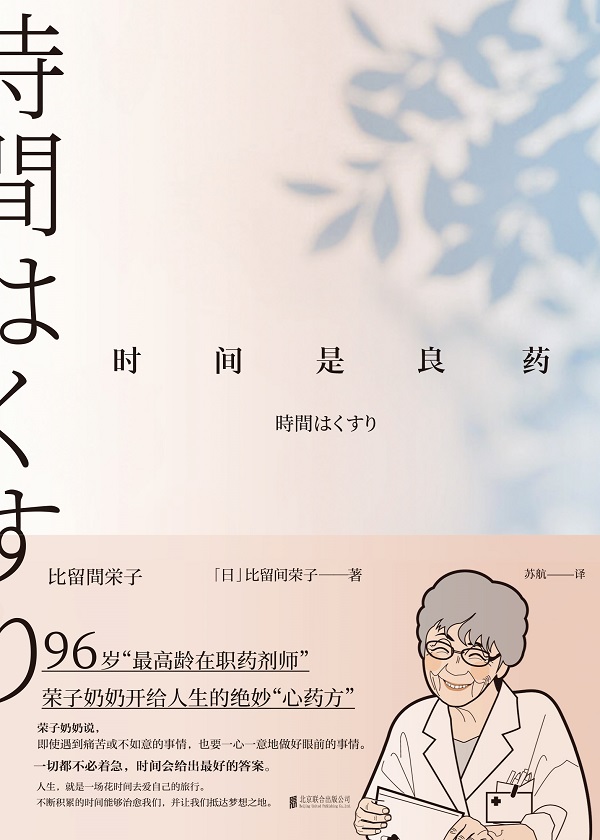 時間はくすり
时间是良药
時間はくすり
比留間栄子
「日」比留间荣子——著
苏航——译
96岁“最高龄在职药剂师”
荣子奶奶开给人生的绝妙“心药方”
荣子奶奶说，
即使遇到痛苦或不如意的事情，也要一心一意地做好眼前的事情。
一切都不必着急，时间会给出最好的答案。
人生，就是一场花时间去爱自己的旅行。
不断积累的时间能够治愈我们，并让我们抵达梦想之地。
北京联合出版公司
Beijing United Publishing Co.,Ltd.